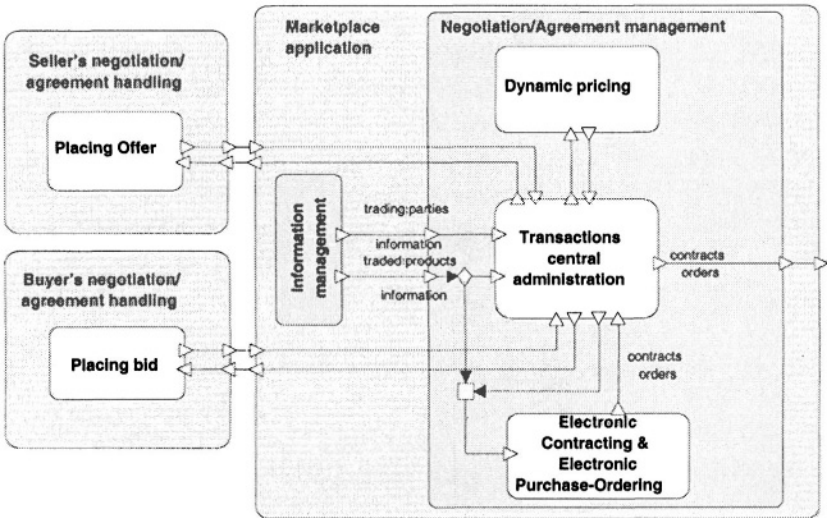 Marketplace
application
Negotiation/Agreement management
Seller's negotiation/
agreement handling
Placing Offer
Dynamic pricing
Information
management
trading:parties
information
traded:products
information
Transactions
central
administration
contracts
orders
Buyer's negotiation/
agreement handling
Placing bid
contracts
orders
Electronic
Contracting &
Electronic
Purchase-Ordering